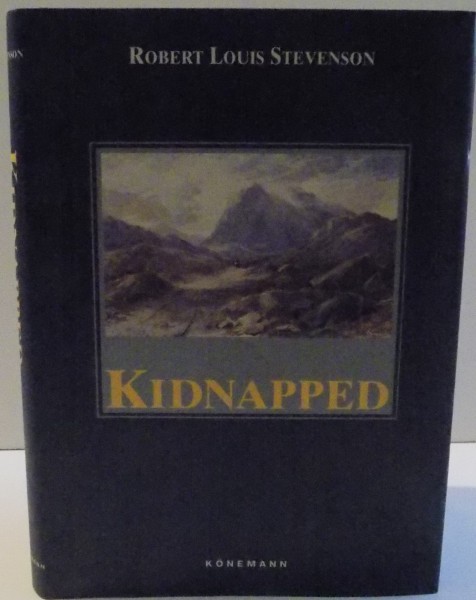 ROBERT LOUIS STEVENSON
KIDNAPPED
KÖNEMANN